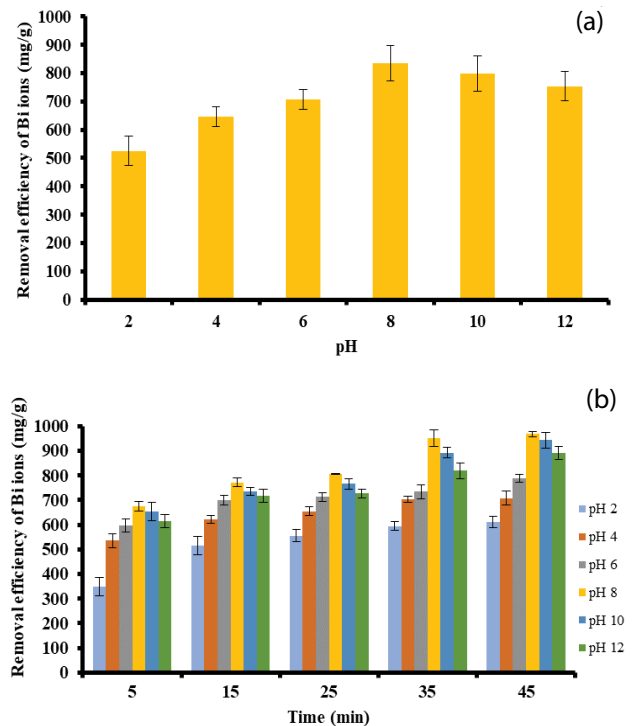 (a)
Removal efficiency of Bi ions (mg/g)
1000
900
800
700
600
500
400
300
200
100
0
2 4 6 8 10 12
pH
(b)
Removal efficiency of Bi ions (mg/g)
1000
900
800
700
600
500
400
300
200
100
0
pH 2
pH 4
pH 6
pH 8
pH 10
pH 12
5 15 25 35 45
Time (min)